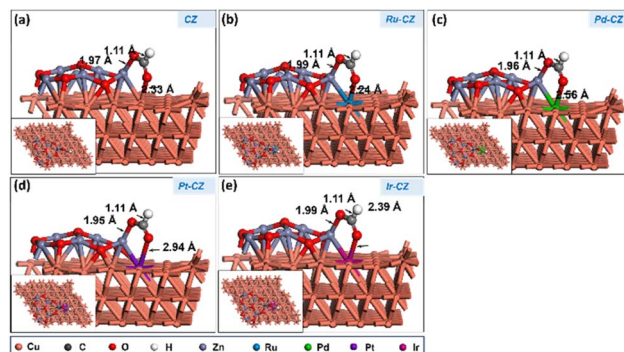 (a) CZ
1.11 Å
1.97 Å
2.33 Å
(b) Ru-CZ
1.11 Å
1.99 Å
2.24 Å
(c) Pd-CZ
1.11 Å
1.96 Å
2.56 Å
(d) Pt-CZ
1.11 Å
1.95 Å
2.94 Å
(e) Ir-CZ
1.11 Å
2.39 Å
1.99 Å
Cu C O H Zn Ru Pd Pt Ir